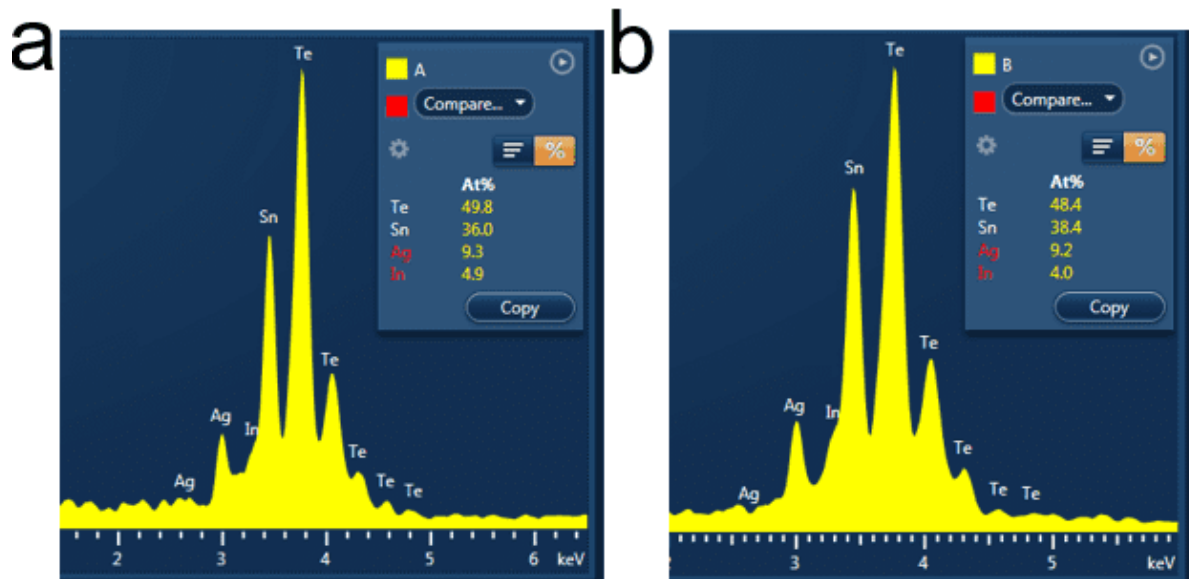 a
A
Compare...
%
At%
Te 49.8
Sn 36.0
Ag 9.3
In 4.9
Copy
Te
Sn
Te
Ag
In
Te
Ag
Te
Te
2 3 4 5 6 keV
b
B
Compare...
%
At%
Te 48.4
Sn 38.4
Ag 9.2
In 4.0
Copy
Te
Sn
Te
Ag
In
Te
Ag
Te
Te
3 4 5 keV